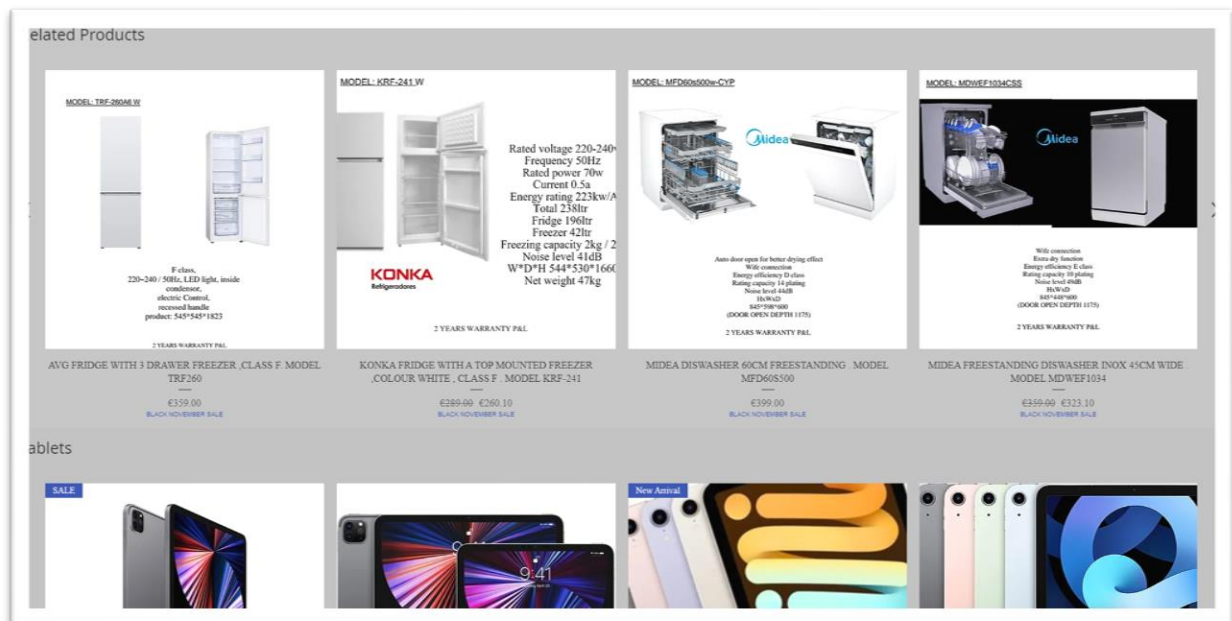 elated Products
MODEL: TRF-260A6 W
F class,
220~240 / 50Hz, LED light, inside
condensor,
electric Control,
recessed handle
product: 545*545*1823
2 YEARS WARRANTY P&L
AVG FRIDGE WITH 3 DRAWER FREEZER ,CLASS F. MODEL
TRF260
€359.00
BLACK NOVEMBER SALE
MODEL: KRF-241 W
Rated voltage 220-240v
Frequency 50Hz
Rated power 70w
Current 0.5a
Energy rating 223kw/A
Total 238ltr
Fridge 196ltr
Freezer 42ltr
Freezing capacity 2kg / 2
Noise level 41dB
W*D*H 544*530*1660
Net weight 47kg
KONKA
Refrigeradores
2 YEARS WARRANTY P&L
KONKA FRIDGE WITH A TOP MOUNTED FREEZER
,COLOUR WHITE , CLASS F . MODEL KRF-241
€289.00 €260.10
BLACK NOVEMBER SALE
MODEL: MFD60s500w-CYP
Midea
Auto door open for better drying effect
Wife connection
Energy efficiency D class
Rating capacity 14 plating
Noise level 44dB
HxWxD
845*598*600
(DOOR OPEN DEPTH 1175)
2 YEARS WARRANTY P&L
MIDEA DISWASHER 60CM FREESTANDING . MODEL
MFD60S500
€399.00
BLACK NOVEMBER SALE
MODEL: MDWEF1034CSS
Midea
Wife connection
Extra dry function
Energy efficiency E class
Rating capacity 10 plating
Noise level 49dB
HxWxD
845*448*600
(DOOR OPEN DEPTH 1175)
2 YEARS WARRANTY P&L
MIDEA FREESTANDING DISWASHER INOX 45CM WIDE .
MODEL MDWEF1034
€359.00 €323.10
BLACK NOVEMBER SALE
ablets
SALE
9:41
New Arrival